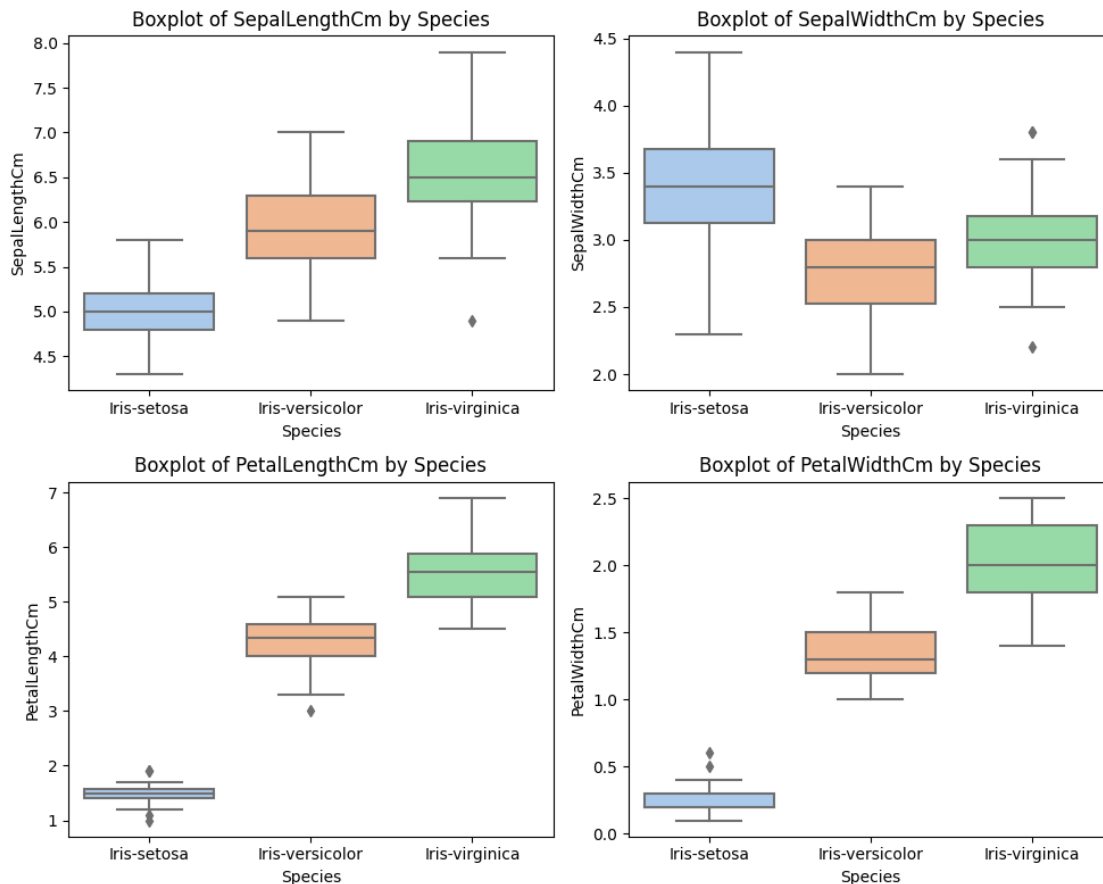 Boxplot of SepalLengthCm by Species
8.0
7.5
7.0
6.5
6.0
5.5
5.0
4.5
SepalLengthCm
Iris-setosa Iris-versicolor Iris-virginica
Species
Boxplot of SepalWidthCm by Species
4.5
4.0
3.5
3.0
2.5
2.0
SepalWidthCm
Iris-setosa Iris-versicolor Iris-virginica
Species
Boxplot of PetalLengthCm by Species
7
6
5
4
3
2
1
PetalLengthCm
Iris-setosa Iris-versicolor Iris-virginica
Species
Boxplot of PetalWidthCm by Species
2.5
2.0
1.5
1.0
0.5
0.0
PetalWidthCm
Iris-setosa Iris-versicolor Iris-virginica
Species